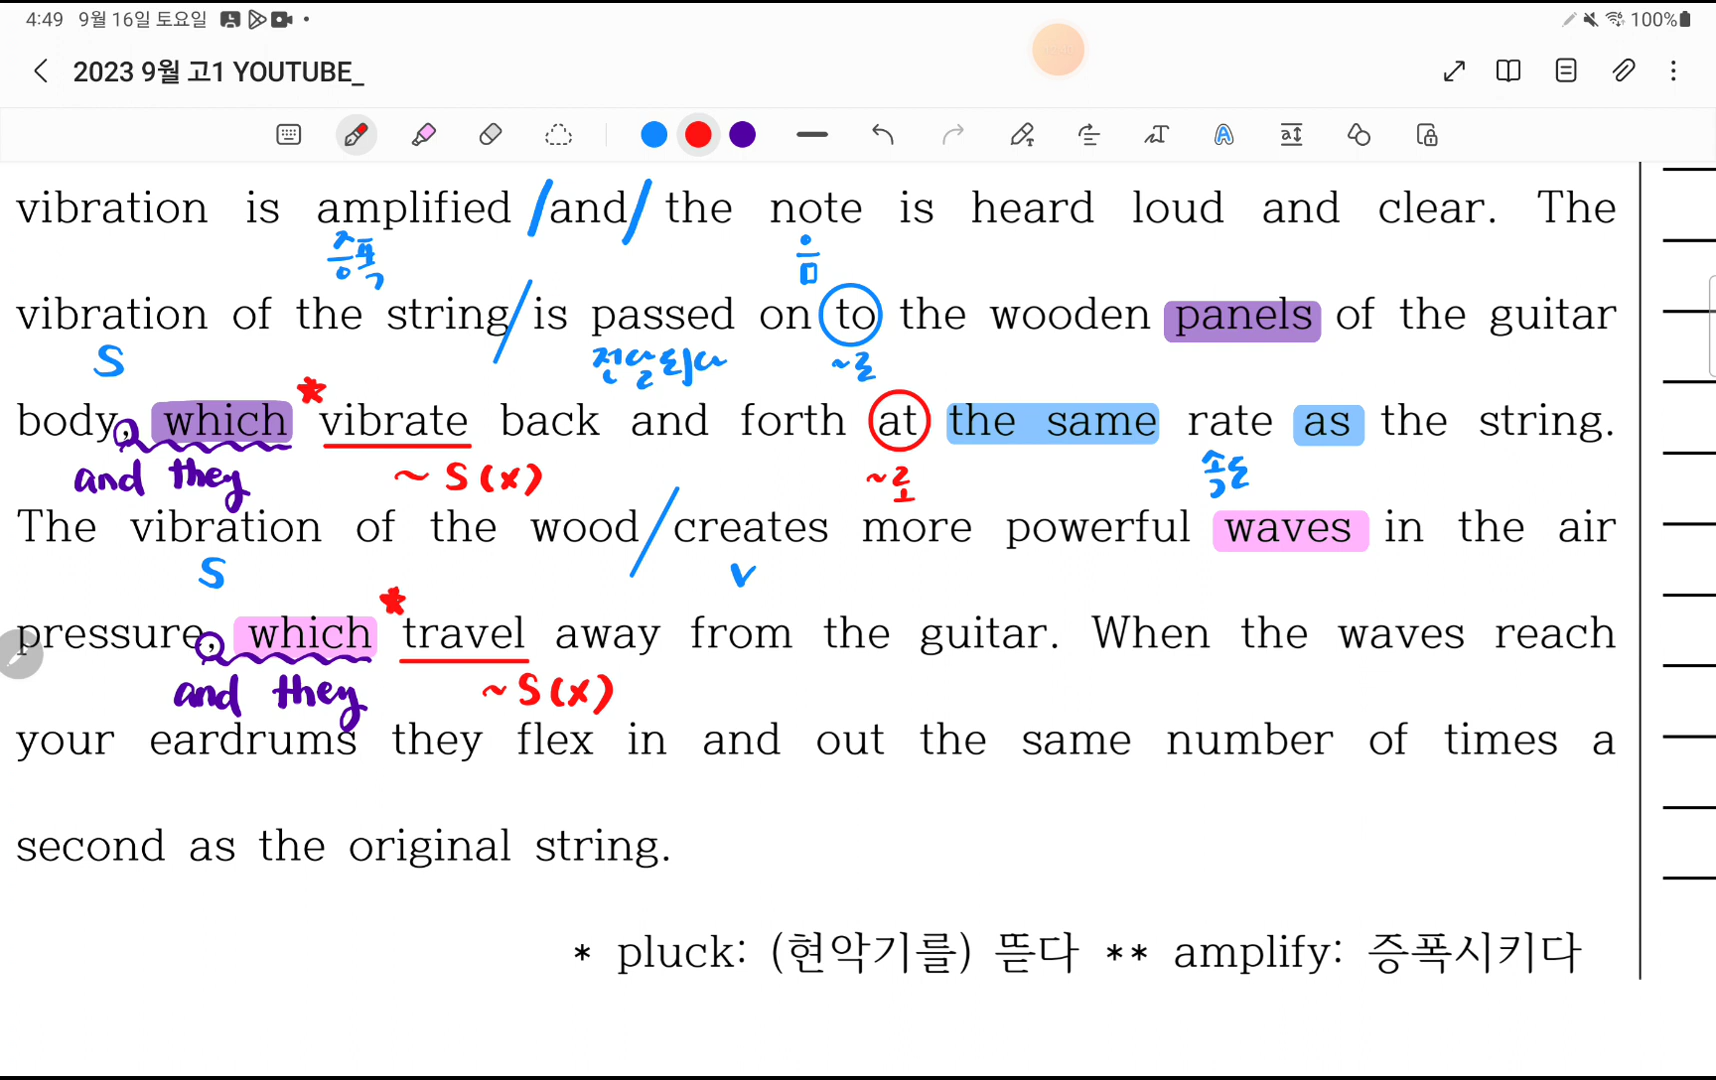 4:49 9월 16일 토요일 100%
2023 9월 고1 YOUTUBE_
vibration is amplified / and / the note is heard loud and clear. The
증폭 음
vibration of the string / is passed on to the wooden panels of the guitar
S 전달되다 ~로
body, which *vibrate back and forth at the same rate as the string.
and they ~S(x) ~로 속도
The vibration of the wood / creates more powerful waves in the air
S V
pressure, which *travel away from the guitar. When the waves reach
and they ~S(x)
your eardrums they flex in and out the same number of times a
second as the original string.
* pluck: (현악기를) 뜯다 ** amplify: 증폭시키다